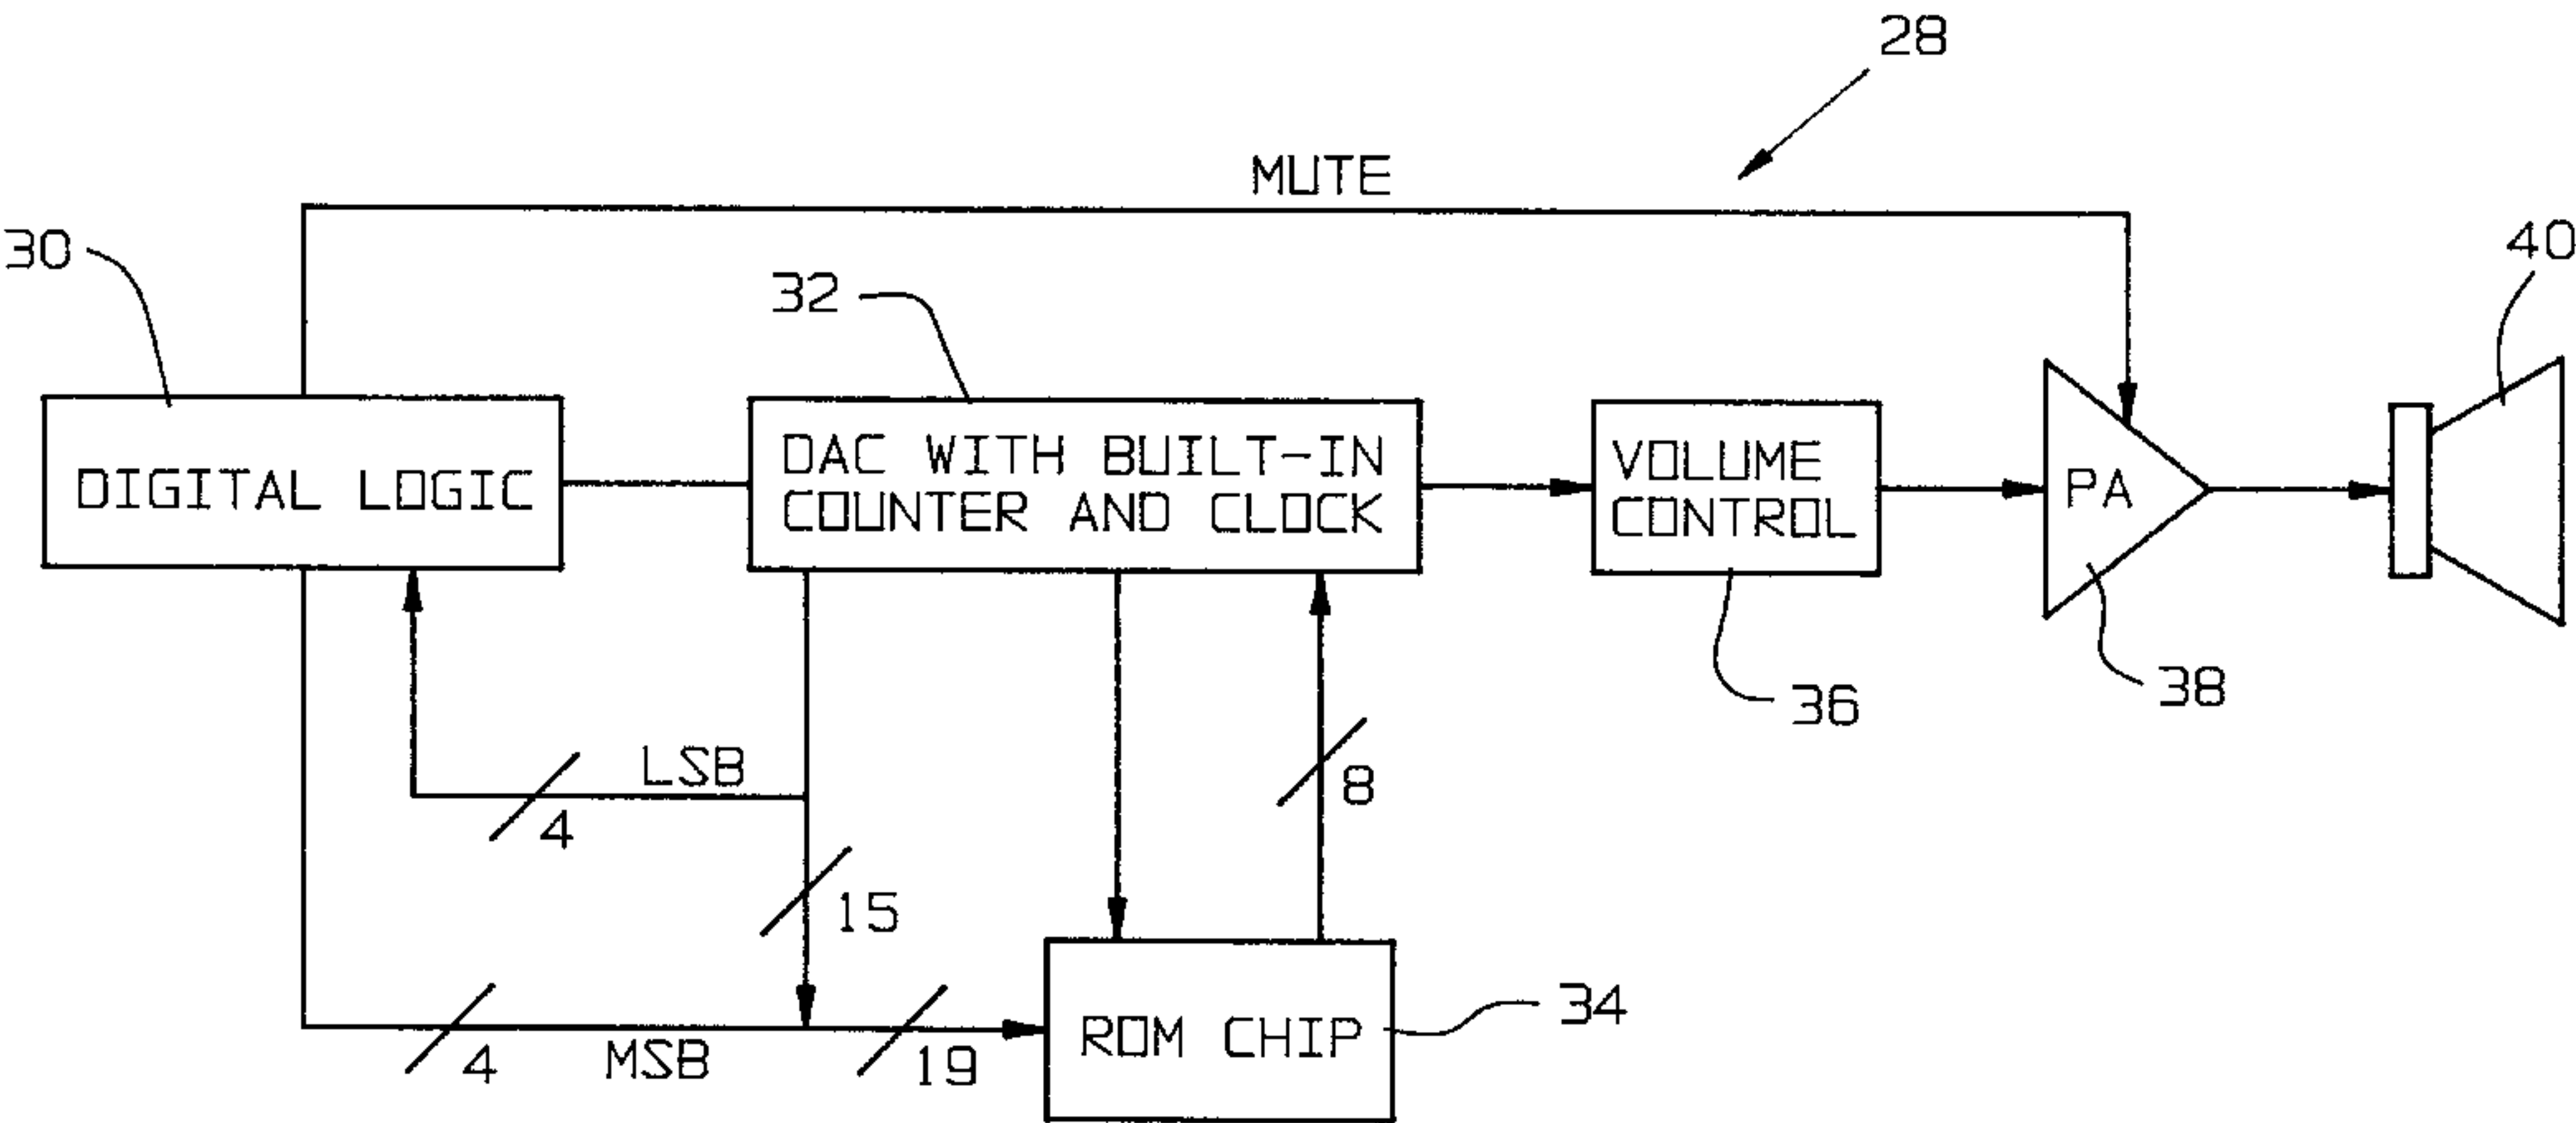 28
MUTE
30
40
32
DIGITAL LOGIC
DAC WITH BUILT-IN
COUNTER AND CLOCK
VOLUME
CONTROL
PA
36
38
LSB
4
8
15
34
ROM CHIP
4
MSB
19